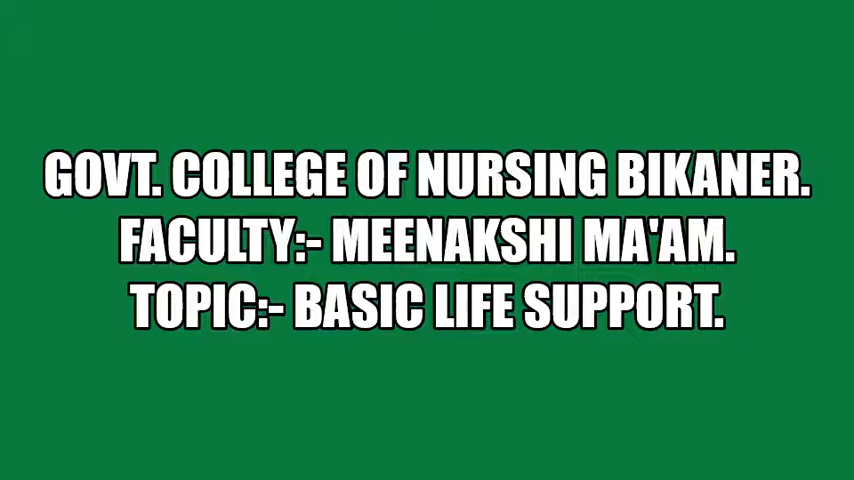 GOVT. COLLEGE OF NURSING BIKANER.
FACULTY:- MEENAKSHI MA'AM.
TOPIC:- BASIC LIFE SUPPORT.